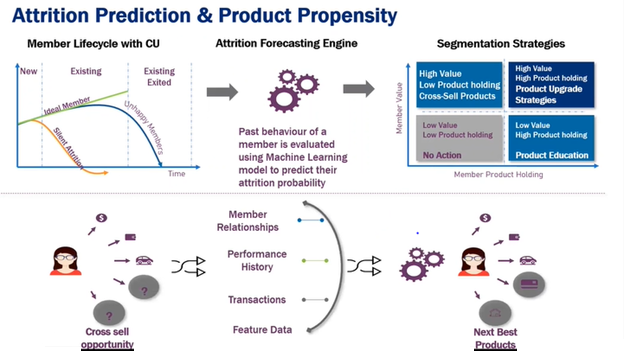 Attrition Prediction & Product Propensity
Member Lifecycle with CU
Attrition Forecasting Engine
Segmentation Strategies
New
Existing
Existing
Exited
Ideal Member
Unhappy Members
Silent Attrition
Time
Past behaviour of a
member is evaluated
using Machine Learning
model to predict their
attrition probability
Member Value
High Value
Low Product holding
Cross-Sell Products
High Value
High Product holding
Product Upgrade
Strategies
Low Value
Low Product holding
No Action
Low Value
High Product holding
Product Education
Member Product Holding
$
?
?
Cross sell
opportunity
Member
Relationships
Performance
History
Transactions
Feature Data
$
Next Best
Products